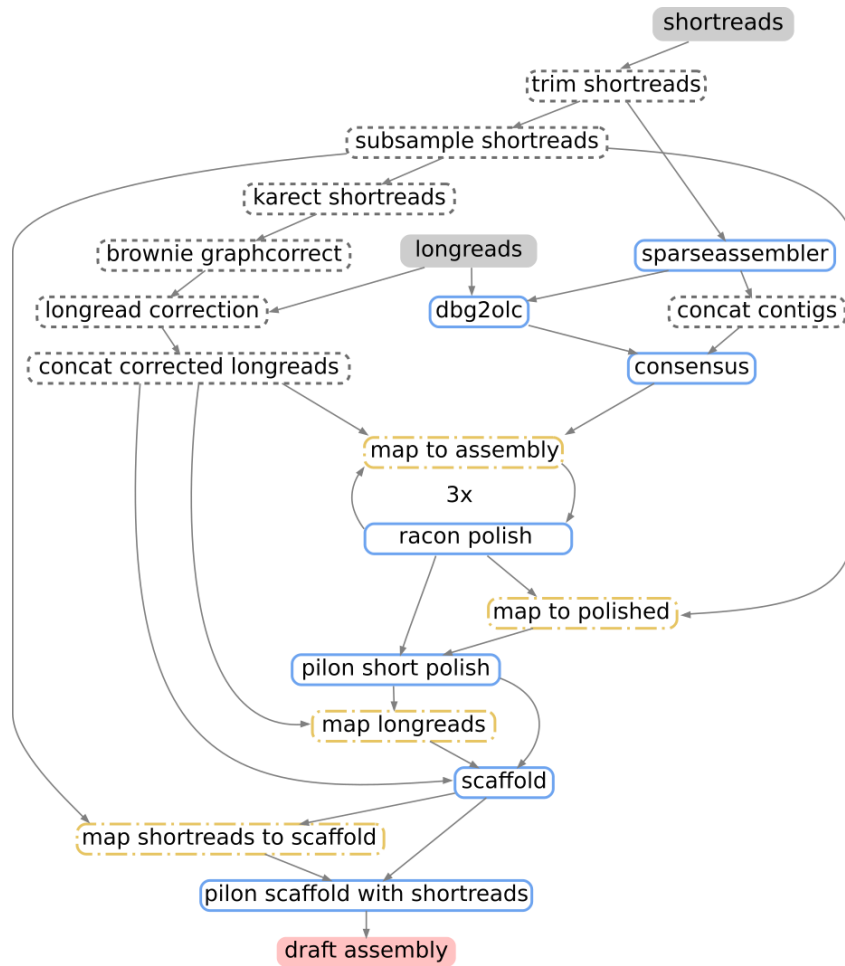 shortreads
trim shortreads
subsample shortreads
karect shortreads
brownie graphcorrect
longreads
sparseassembler
longread correction
dbg2olc
concat contigs
concat corrected longreads
consensus
map to assembly
3x
racon polish
map to polished
pilon short polish
map longreads
scaffold
map shortreads to scaffold
pilon scaffold with shortreads
draft assembly